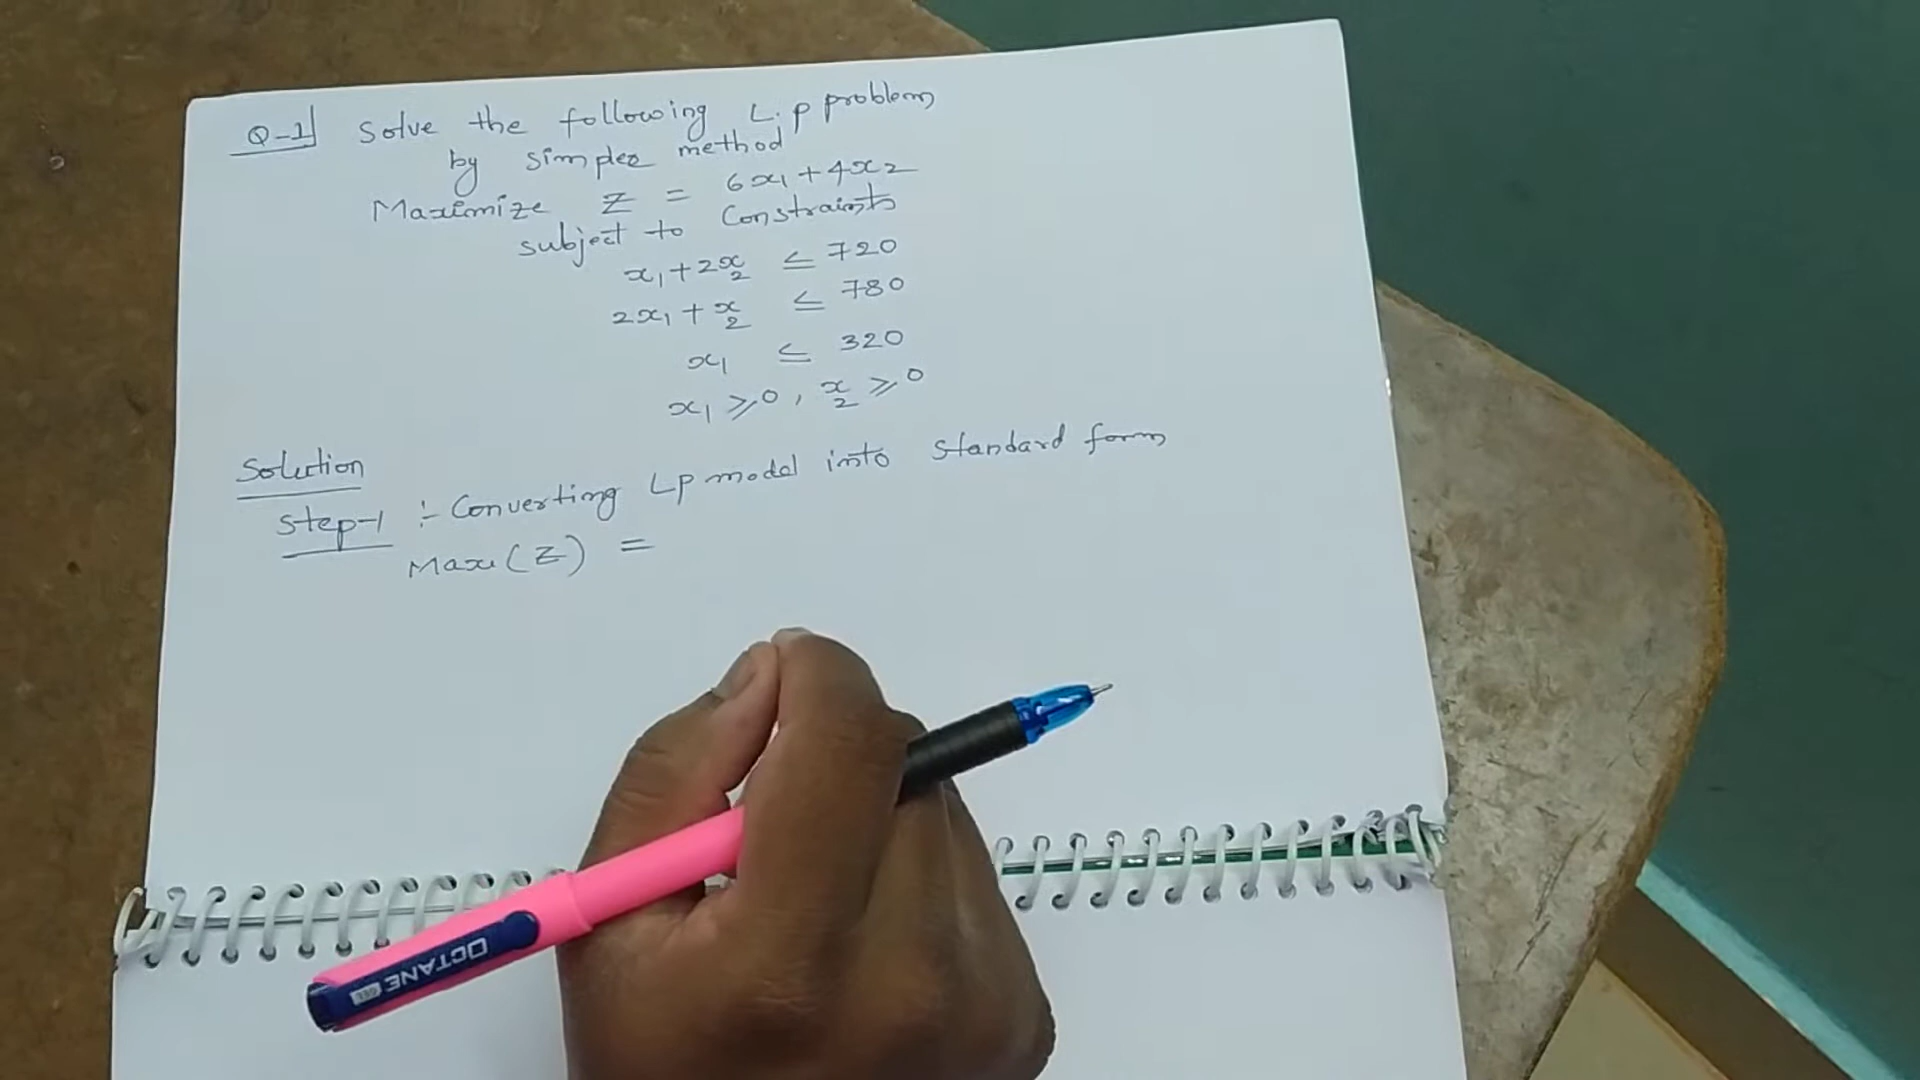 Q-1 Solve the following L.P problem
by simplex method
Maximize Z = 6x1 + 4x2
subject to Constraints
x1 + 2x2 ≤ 720
2x1 + x2 ≤ 780
x1 ≤ 320
x1 ≥ 0, x2 ≥ 0
Solution
Step-1 :- Converting LP model into Standard form
Max(Z) =
OCTANE
GEL